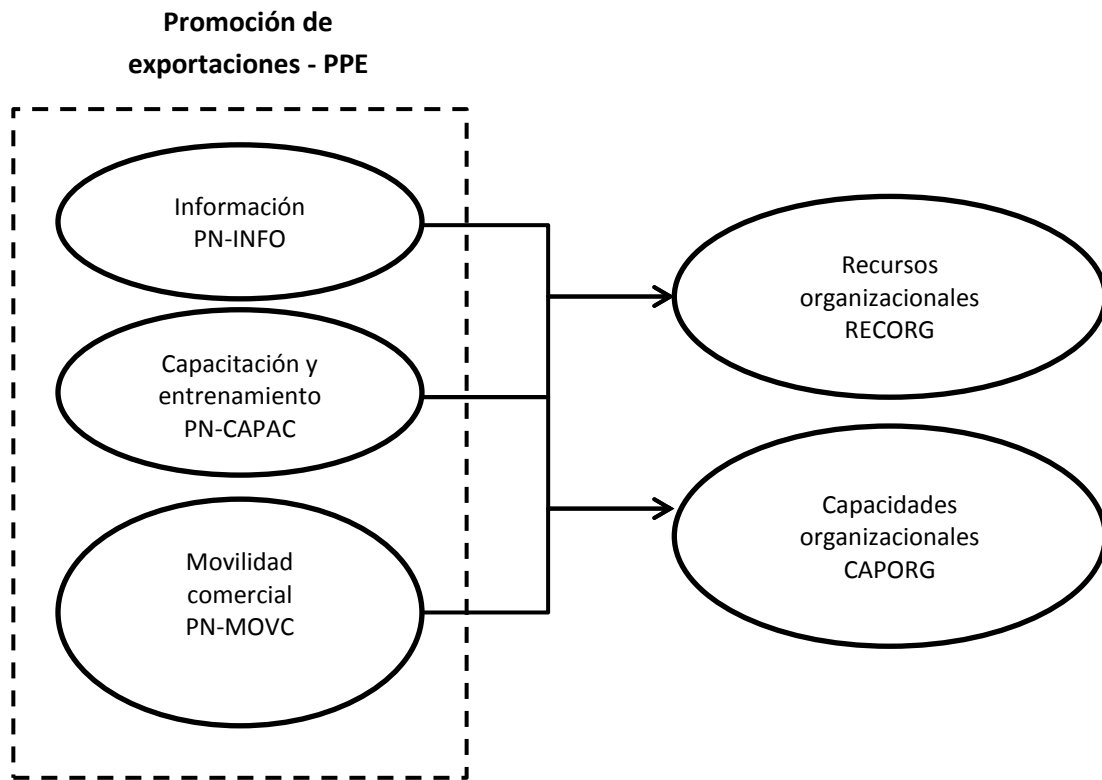 Promoción de
exportaciones - PPE
Información
PN-INFO
Capacitación y
entrenamiento
PN-CAPAC
Movilidad
comercial
PN-MOVC
Recursos
organizacionales
RECORG
Capacidades
organizacionales
CAPORG